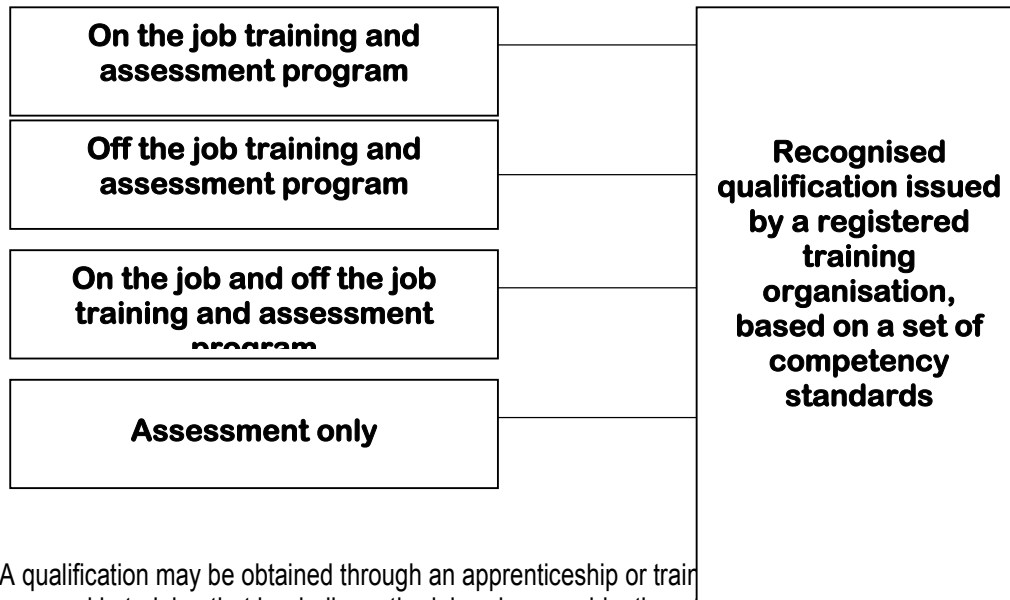 On the job training and
assessment program
Off the job training and
assessment program
On the job and off the job
training and assessment
program
Assessment only
Recognised
qualification issued
by a registered
training
organisation,
based on a set of
competency
standards
A qualification may be obtained through an apprenticeship or